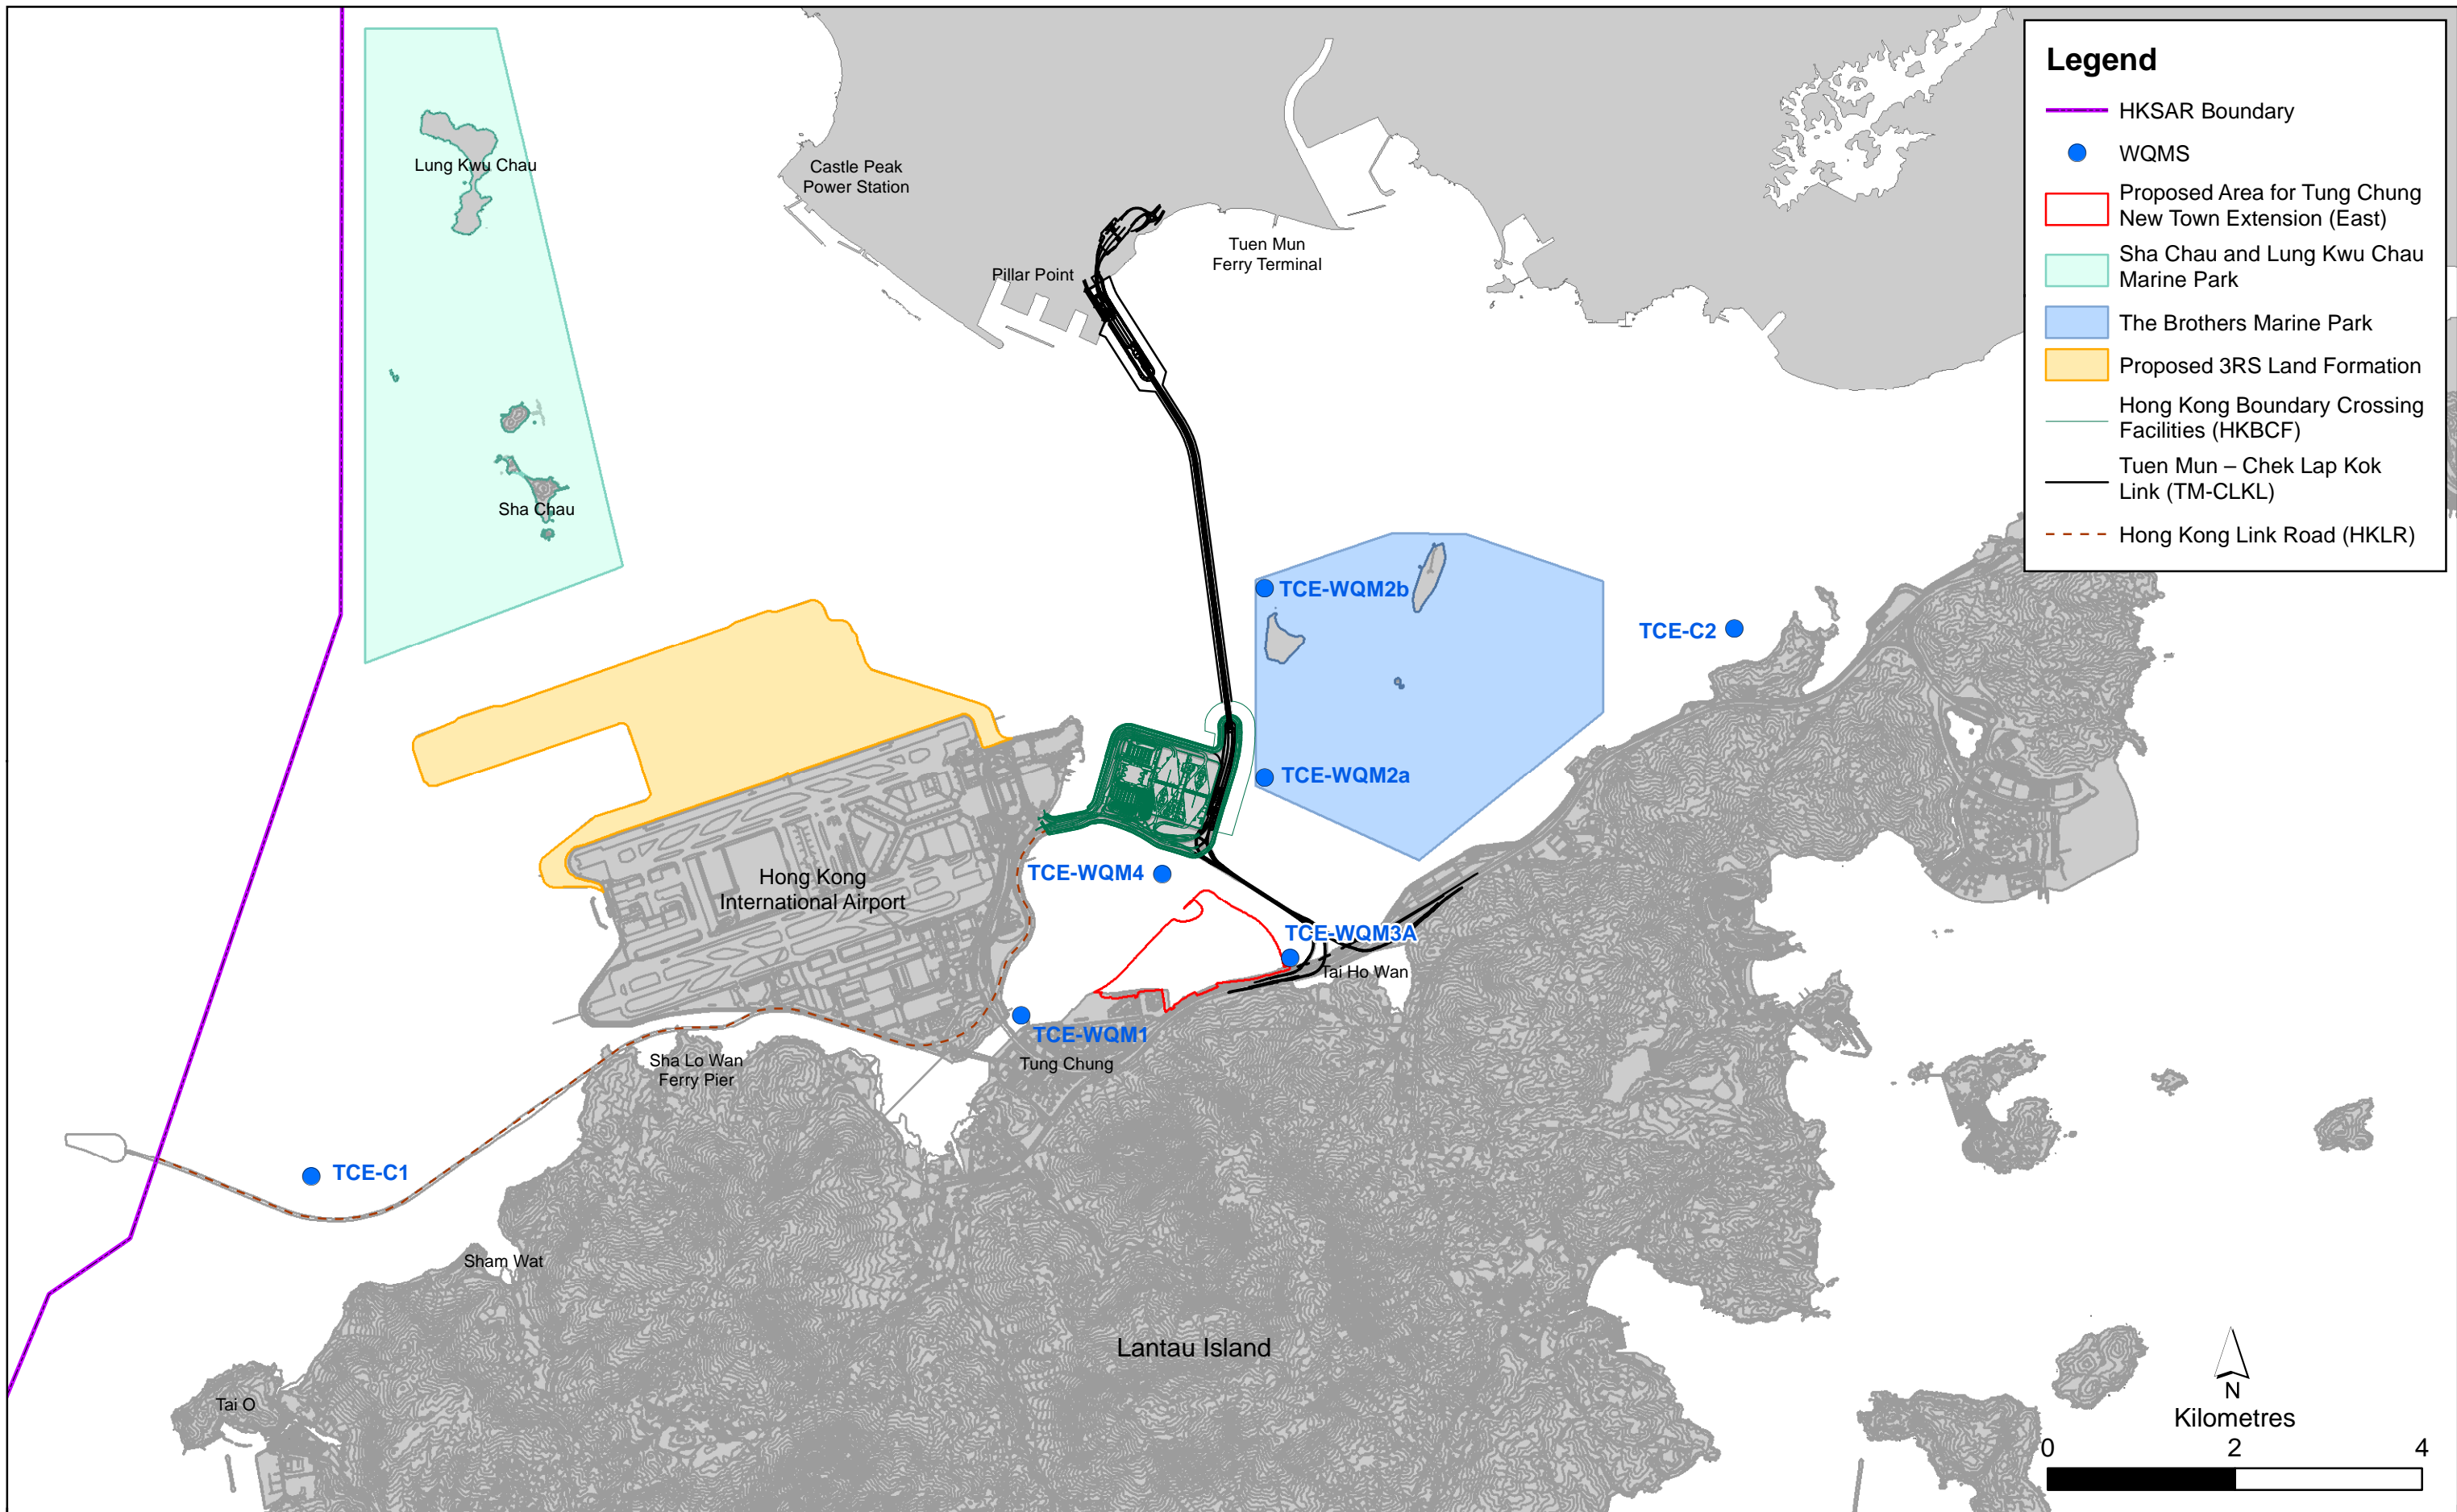 Legend
HKSAR Boundary
WQMS
Proposed Area for Tung Chung
New Town Extension (East)
Sha Chau and Lung Kwu Chau
Marine Park
The Brothers Marine Park
Proposed 3RS Land Formation
Hong Kong Boundary Crossing
Facilities (HKBCF)
Tuen Mun – Chek Lap Kok
Link (TM-CLKL)
Hong Kong Link Road (HKLR)
Lung Kwu Chau
Castle Peak
Power Station
Tuen Mun
Ferry Terminal
Pillar Point
Sha Chau
TCE-WQM2b
TCE-C2
TCE-WQM2a
TCE-WQM4
Hong Kong
International Airport
TCE-WQM3A
Tai Ho Wan
TCE-WQM1
Tung Chung
Sha Lo Wan
Ferry Pier
TCE-C1
Sham Wat
Lantau Island
Tai O
N
Kilometres
0 2 4